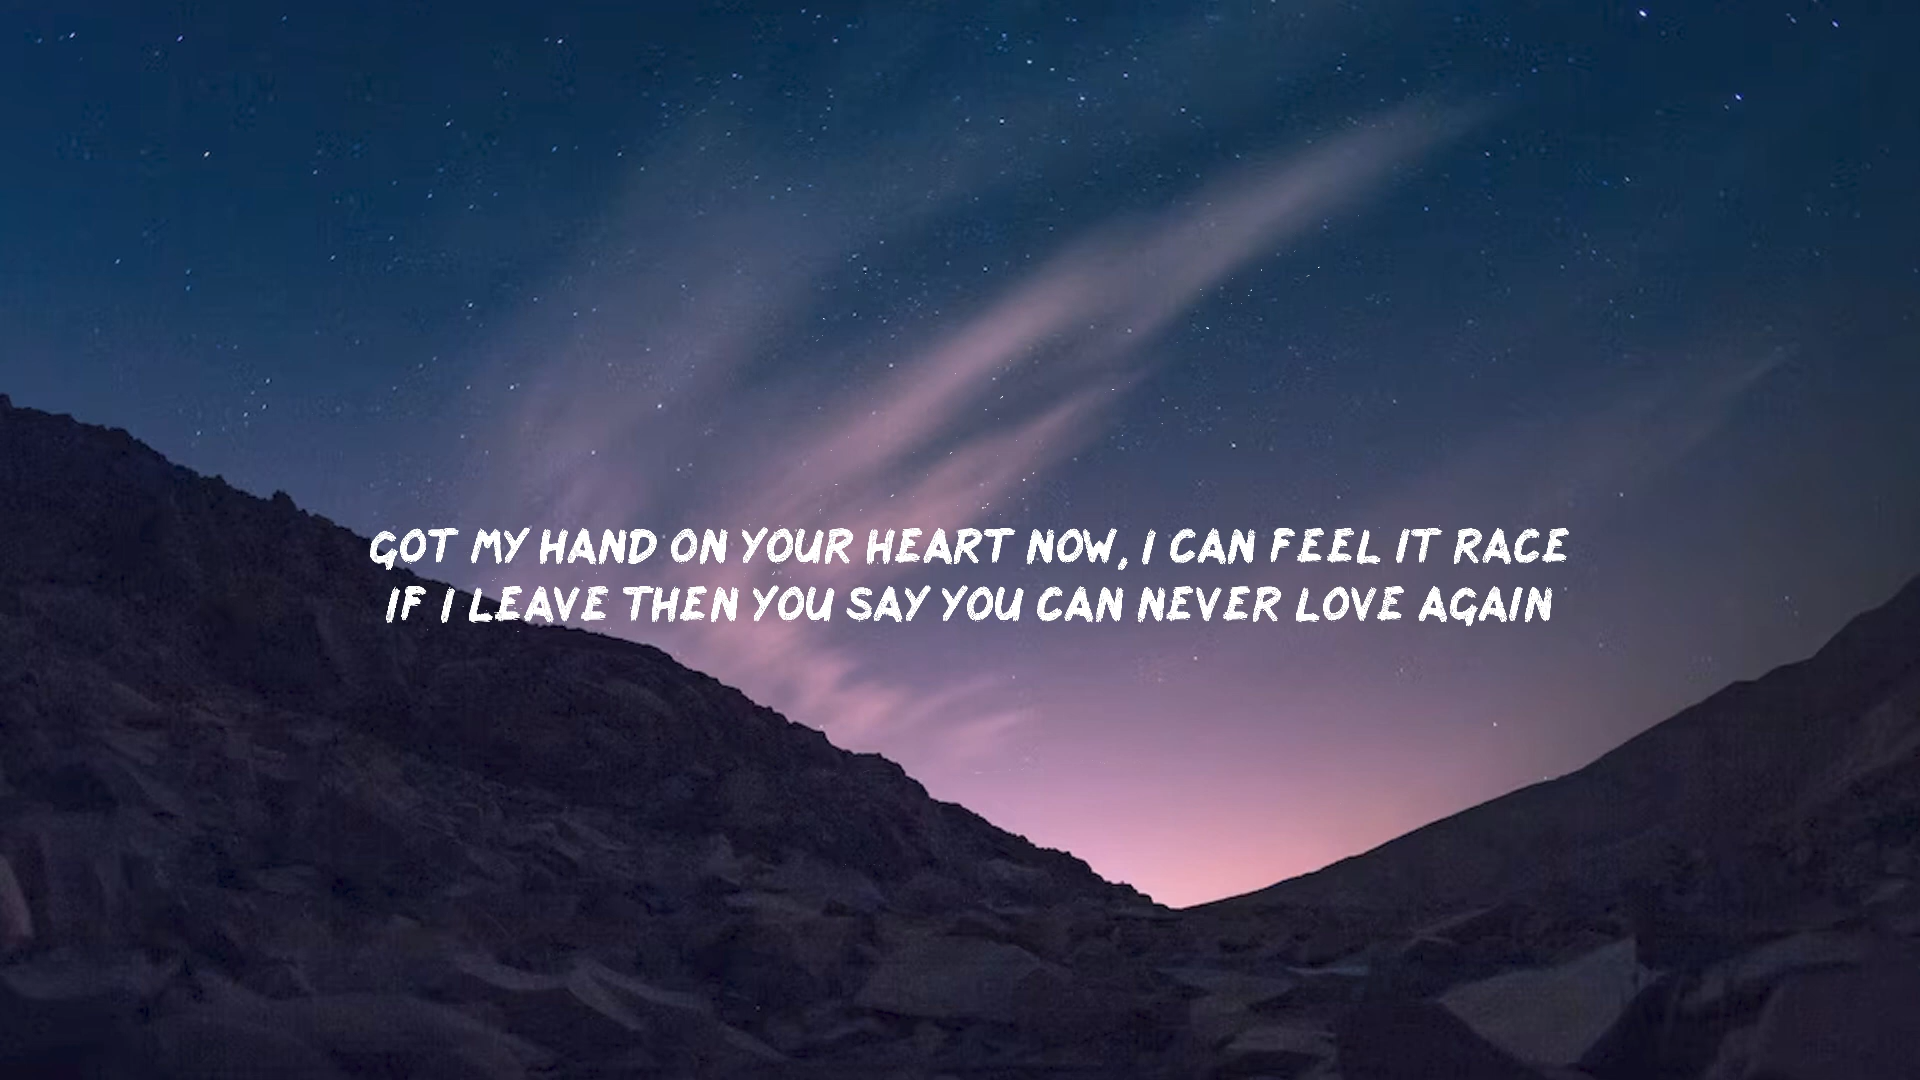 GOT MY HAND ON YOUR HEART NOW, I CAN FEEL IT RACE
IF I LEAVE THEN YOU SAY YOU CAN NEVER LOVE AGAIN